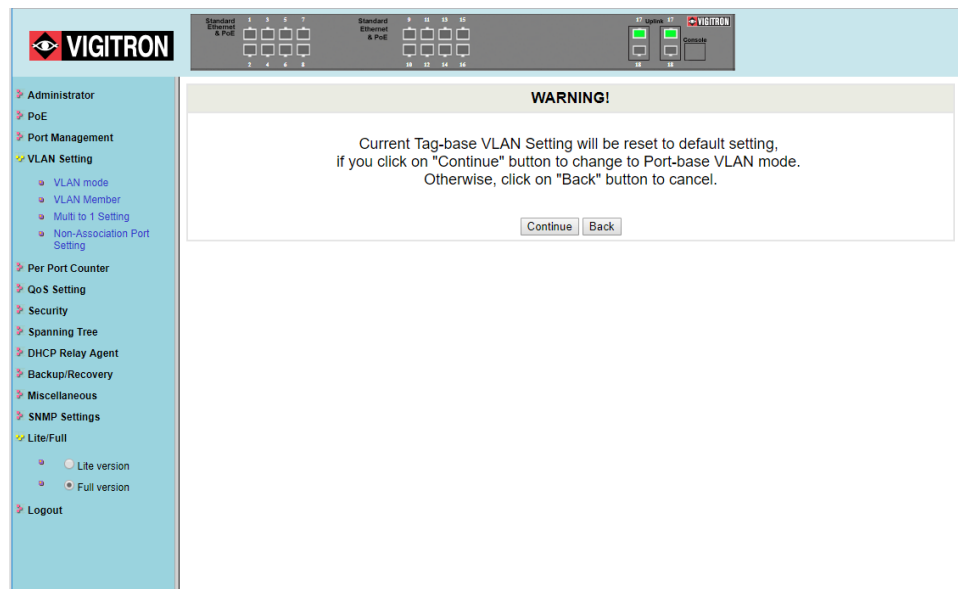 VIGITRON
Standard Ethernet & PoE
1 3 5 7
2 4 6 8
Standard Ethernet & PoE
9 11 13 15
10 12 14 16
17 Uplink 17
18 18
VIGITRON
Console
Administrator
PoE
Port Management
VLAN Setting
VLAN mode
VLAN Member
Multi to 1 Setting
Non-Association Port
Setting
Per Port Counter
QoS Setting
Security
Spanning Tree
DHCP Relay Agent
Backup/Recovery
Miscellaneous
SNMP Settings
Lite/Full
Lite version
Full version
Logout
WARNING!
Current Tag-base VLAN Setting will be reset to default setting,
if you click on "Continue" button to change to Port-base VLAN mode.
Otherwise, click on "Back" button to cancel.
Continue Back